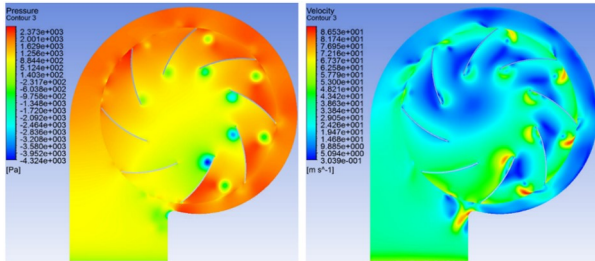 Pressure
Contour 3
2.373e+003
2.001e+003
1.629e+003
1.256e+003
8.842e+002
5.124e+002
1.403e+002
-2.317e+002
-6.038e+002
-9.758e+002
-1.348e+003
-1.720e+003
-2.092e+003
-2.464e+003
-2.836e+003
-3.208e+003
-3.580e+003
-3.952e+003
-4.324e+003
[Pa]
Velocity
Contour 3
8.653e+001
8.174e+001
7.695e+001
7.216e+001
6.737e+001
6.258e+001
5.779e+001
5.300e+001
4.821e+001
4.342e+001
3.863e+001
3.384e+001
2.905e+001
2.426e+001
1.947e+001
1.468e+001
9.885e+000
5.094e+000
3.039e-001
[m s^-1]